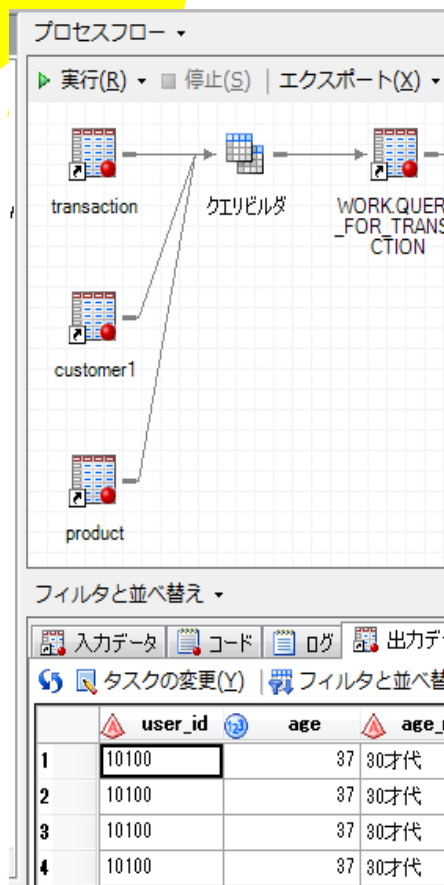 プロセスフロー
実行(R) 停止(S) エクスポート(X)
transaction クエリビルダ WORK.QUER
_FOR_TRANS
CTION
customer1
product
フィルタと並べ替え
入力データ コード ログ 出力デ
タスクの変更(Y) フィルタと並べ替
user_id age age_
1 10100 37 30才代
2 10100 37 30才代
3 10100 37 30才代
4 10100 37 30才代